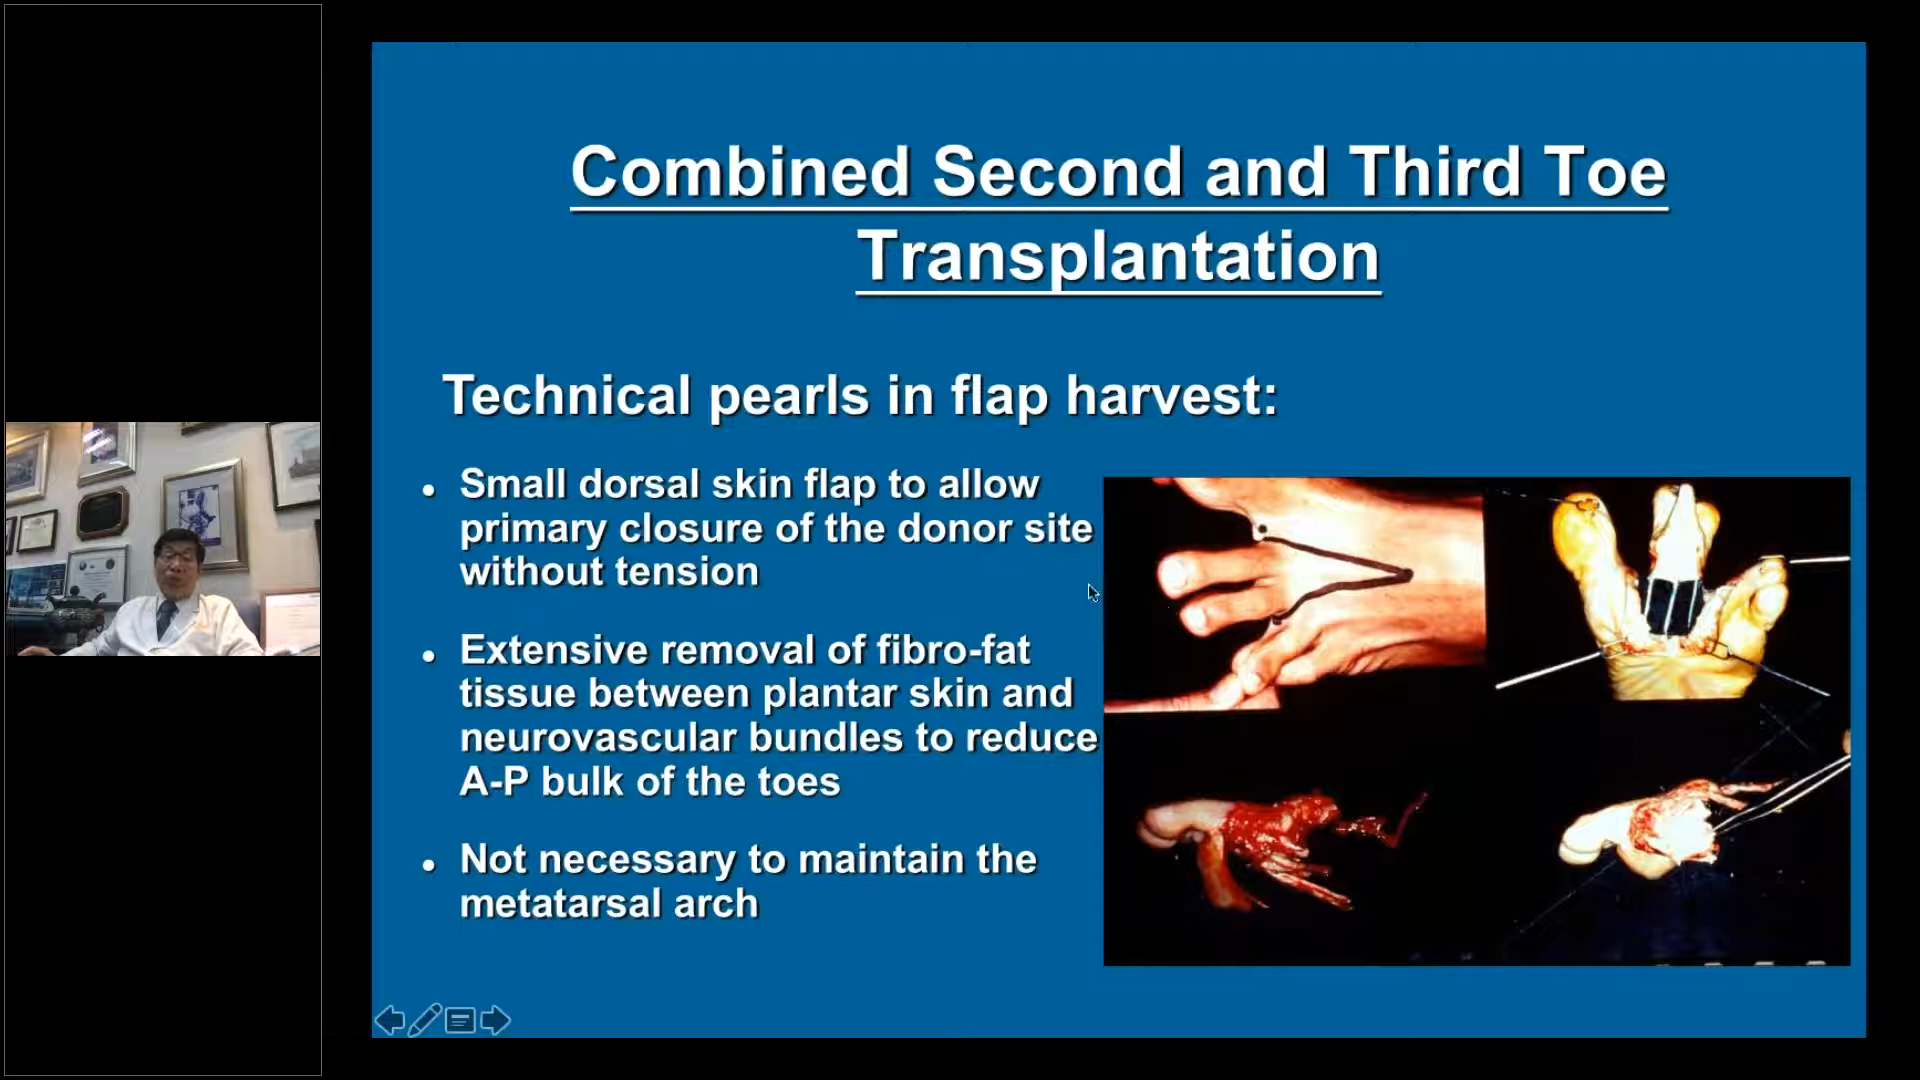 Combined Second and Third Toe
Transplantation
Technical pearls in flap harvest:
• Small dorsal skin flap to allow
primary closure of the donor site
without tension
• Extensive removal of fibro-fat
tissue between plantar skin and
neurovascular bundles to reduce
A-P bulk of the toes
• Not necessary to maintain the
metatarsal arch